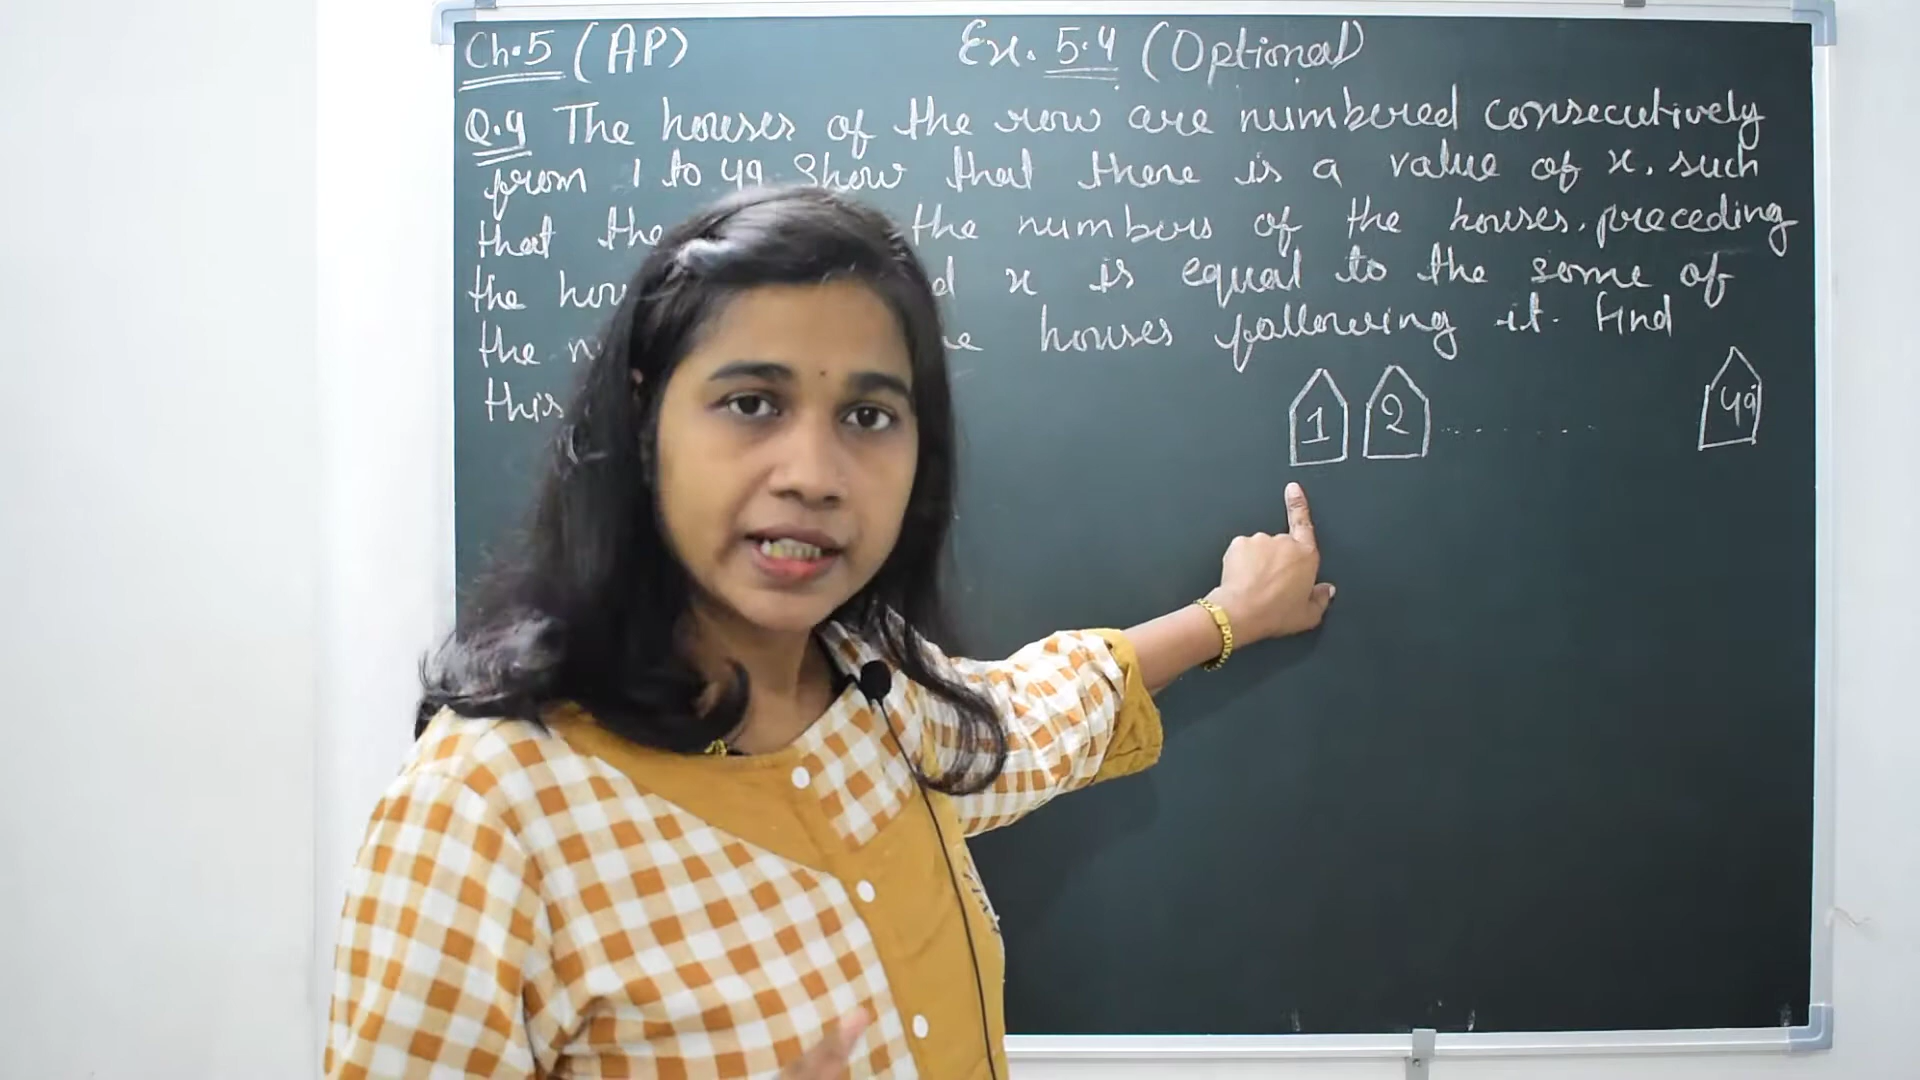 Ch.5 (AP) Ex. 5.4 (Optional)
Q.4 The houses of the row are numbered consecutively
from 1 to 49 Show that there is a value of x. such
that the the numbers of the houses. preceding
the x is equal to the some of
the houses following it. Find
this
1 2 ........ 49